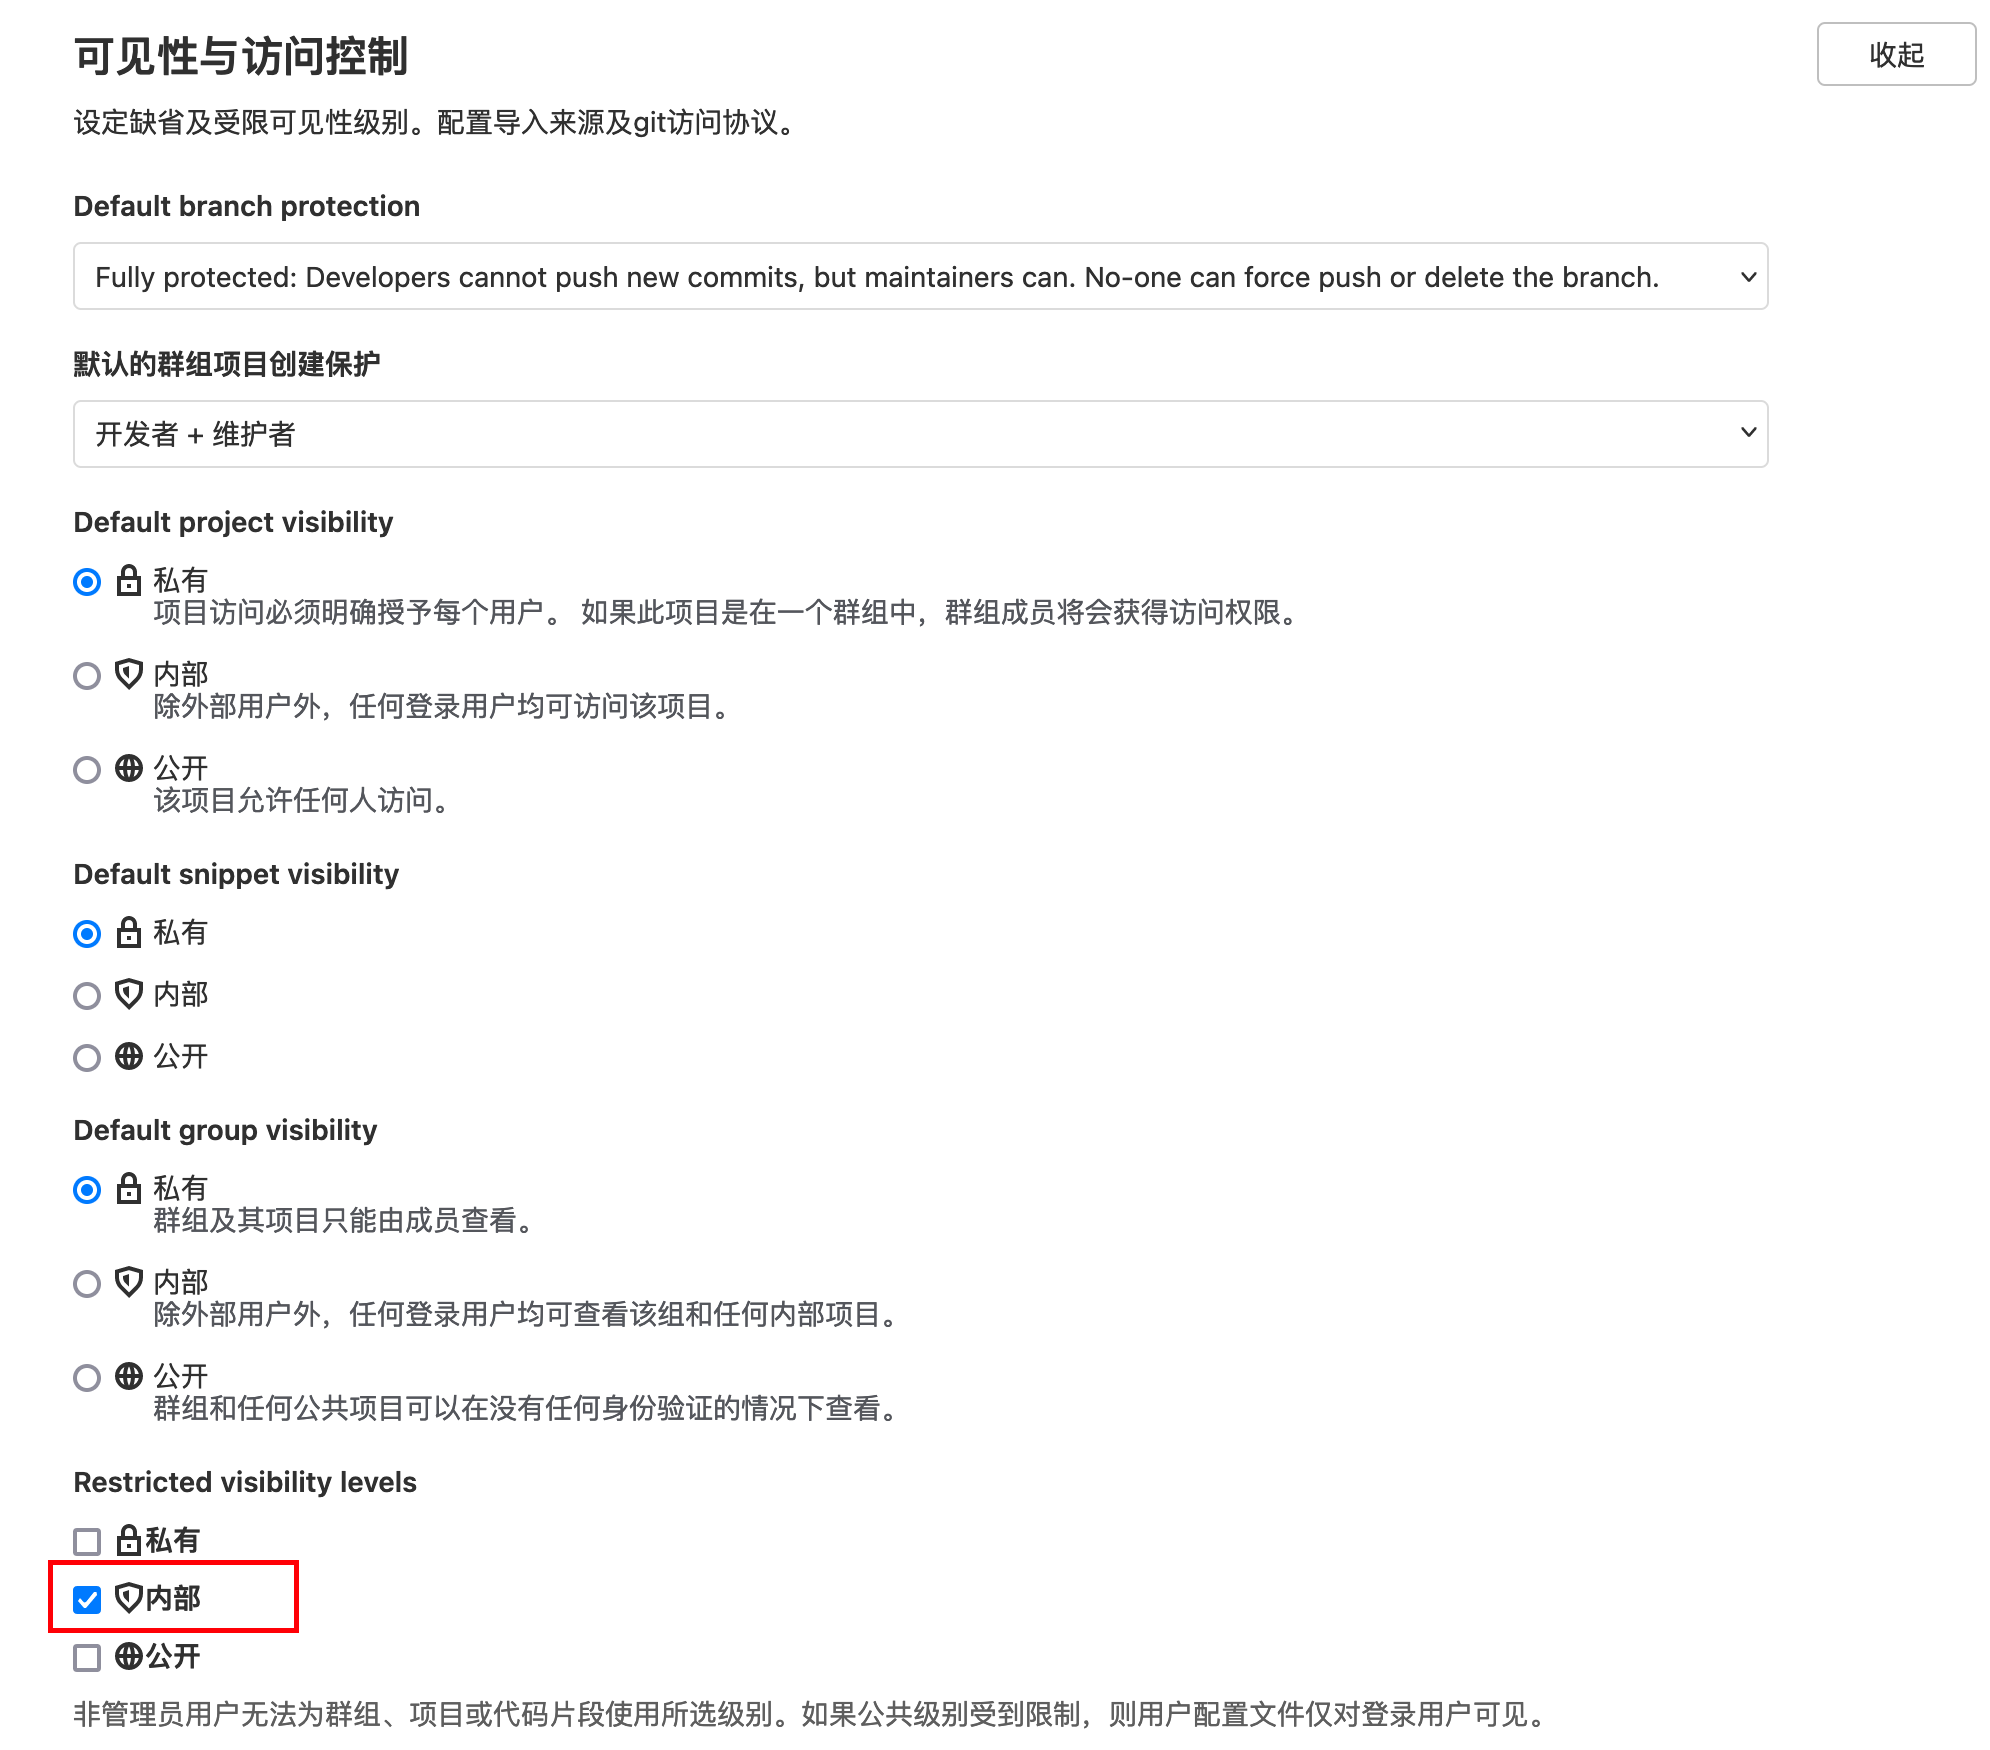 可见性与访问控制
收起
设定缺省及受限可见性级别。配置导入来源及git访问协议。
Default branch protection
Fully protected: Developers cannot push new commits, but maintainers can. No-one can force push or delete the branch.
默认的群组项目创建保护
开发者 + 维护者
Default project visibility
私有
项目访问必须明确授予每个用户。 如果此项目是在一个群组中，群组成员将会获得访问权限。
内部
除外部用户外，任何登录用户均可访问该项目。
公开
该项目允许任何人访问。
Default snippet visibility
私有
内部
公开
Default group visibility
私有
群组及其项目只能由成员查看。
内部
除外部用户外，任何登录用户均可查看该组和任何内部项目。
公开
群组和任何公共项目可以在没有任何身份验证的情况下查看。
Restricted visibility levels
私有
内部
公开
非管理员用户无法为群组、项目或代码片段使用所选级别。如果公共级别受到限制，则用户配置文件仅对登录用户可见。